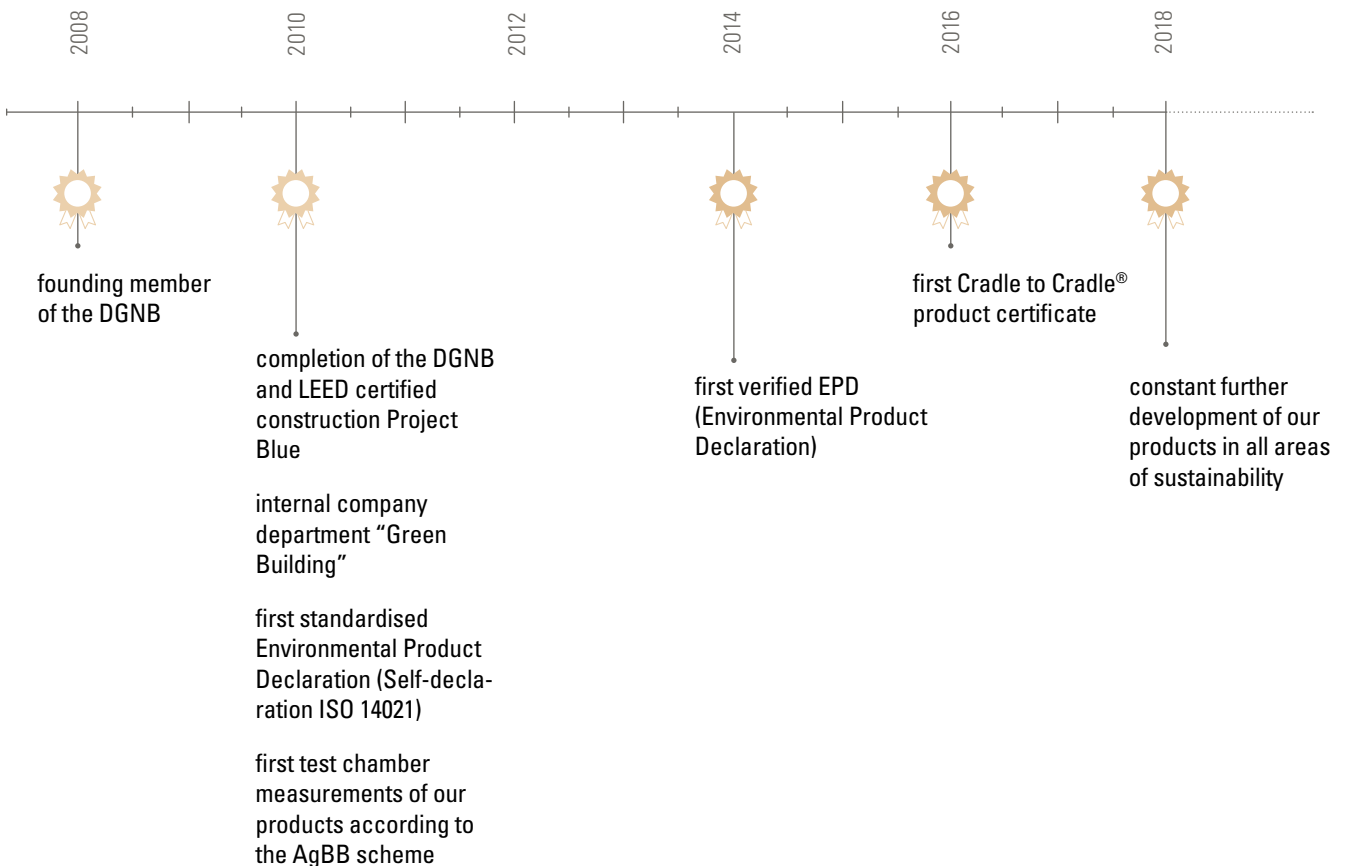 2008
2010
2012
2014
2016
2018
founding member
of the DGNB
completion of the DGNB
and LEED certified
construction Project
Blue
internal company
department “Green
Building”
first standardised
Environmental Product
Declaration (Self-decla-
ration ISO 14021)
first test chamber
measurements of our
products according to
the AgBB scheme
first verified EPD
(Environmental Product
Declaration)
first Cradle to Cradle®
product certificate
constant further
development of our
products in all areas
of sustainability